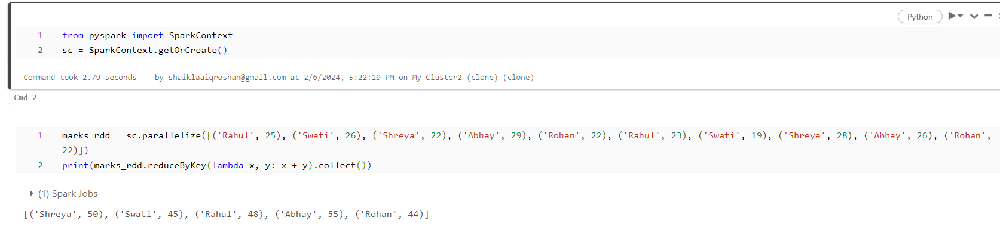 Python
1 from pyspark import SparkContext
2 sc = SparkContext.getOrCreate()
Command took 2.79 seconds -- by shaiklaaiqroshan@gmail.com at 2/6/2024, 5:22:19 PM on My Cluster2 (clone) (clone)
Cmd 2
1 marks_rdd = sc.parallelize([('Rahul', 25), ('Swati', 26), ('Shreya', 22), ('Abhay', 29), ('Rohan', 22), ('Rahul', 23), ('Swati', 19), ('Shreya', 28), ('Abhay', 26), ('Rohan',
22)])
2 print(marks_rdd.reduceByKey(lambda x, y: x + y).collect())
(1) Spark Jobs
[('Shreya', 50), ('Swati', 45), ('Rahul', 48), ('Abhay', 55), ('Rohan', 44)]